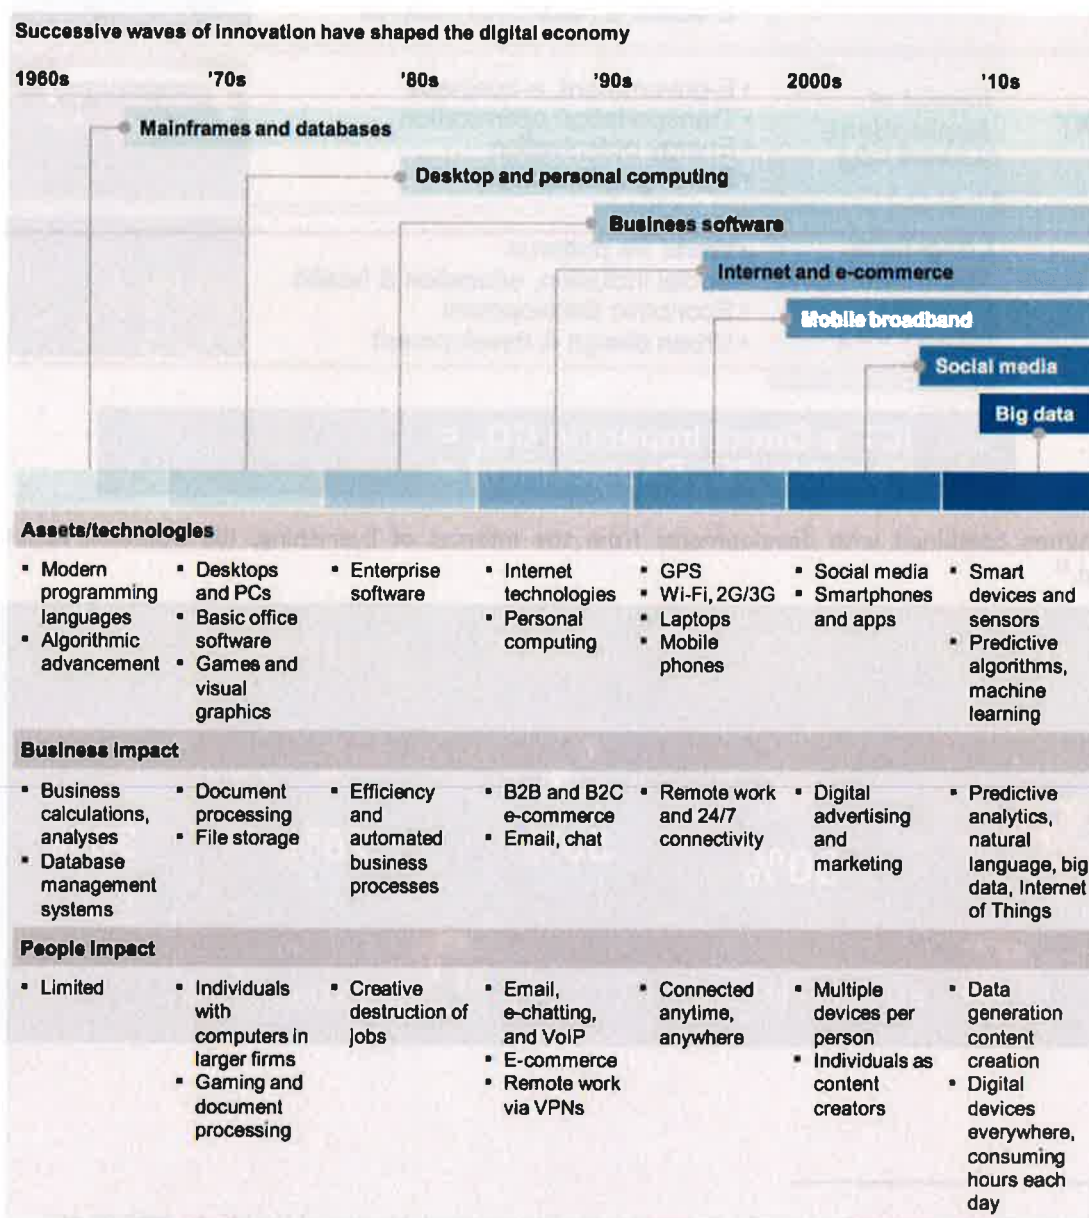 Successive waves of innovation have shaped the digital economy
1960s '70s '80s '90s 2000s '10s
Mainframes and databases
Desktop and personal computing
Business software
Internet and e-commerce
Mobile broadband
Social media
Big data
Assets/technologies
▪ Modern
programming
languages
▪ Algorithmic
advancement
▪ Desktops
and PCs
▪ Basic office
software
▪ Games and
visual
graphics
▪ Enterprise
software
▪ Internet
technologies
▪ Personal
computing
▪ GPS
▪ Wi-Fi, 2G/3G
▪ Laptops
▪ Mobile
phones
▪ Social media
▪ Smartphones
and apps
▪ Smart
devices and
sensors
▪ Predictive
algorithms,
machine
learning
Business impact
▪ Business
calculations,
analyses
▪ Database
management
systems
▪ Document
processing
▪ File storage
▪ Efficiency
and
automated
business
processes
▪ B2B and B2C
e-commerce
▪ Email, chat
▪ Remote work
and 24/7
connectivity
▪ Digital
advertising
and
marketing
▪ Predictive
analytics,
natural
language, big
data, Internet
of Things
People impact
▪ Limited
▪ Individuals
with
computers in
larger firms
▪ Gaming and
document
processing
▪ Creative
destruction of
jobs
▪ Email,
e-chatting,
and VoIP
▪ E-commerce
▪ Remote work
via VPNs
▪ Connected
anytime,
anywhere
▪ Multiple
devices per
person
▪ Individuals as
content
creators
▪ Data
generation
content
creation
▪ Digital
devices
everywhere,
consuming
hours each
day